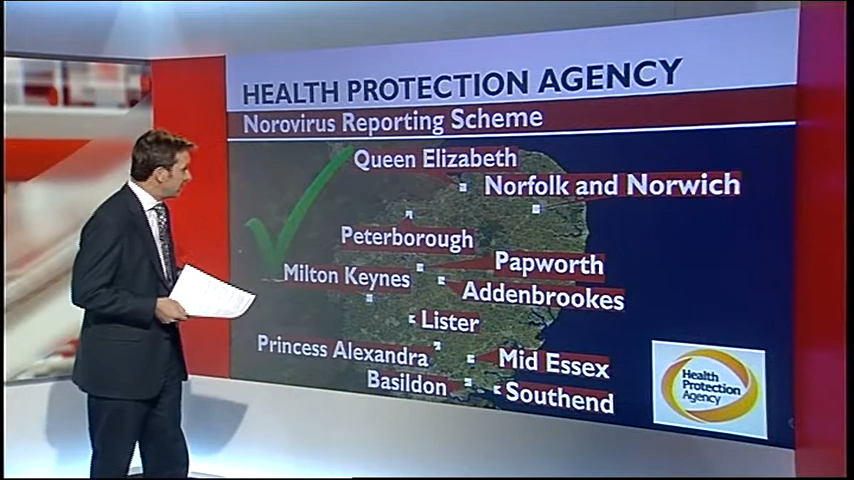 HEALTH PROTECTION AGENCY
Norovirus Reporting Scheme
Queen Elizabeth
Norfolk and Norwich
Peterborough
Papworth
Milton Keynes
Addenbrookes
Lister
Princess Alexandra
Mid Essex
Basildon
Southend
Health
Protection
Agency